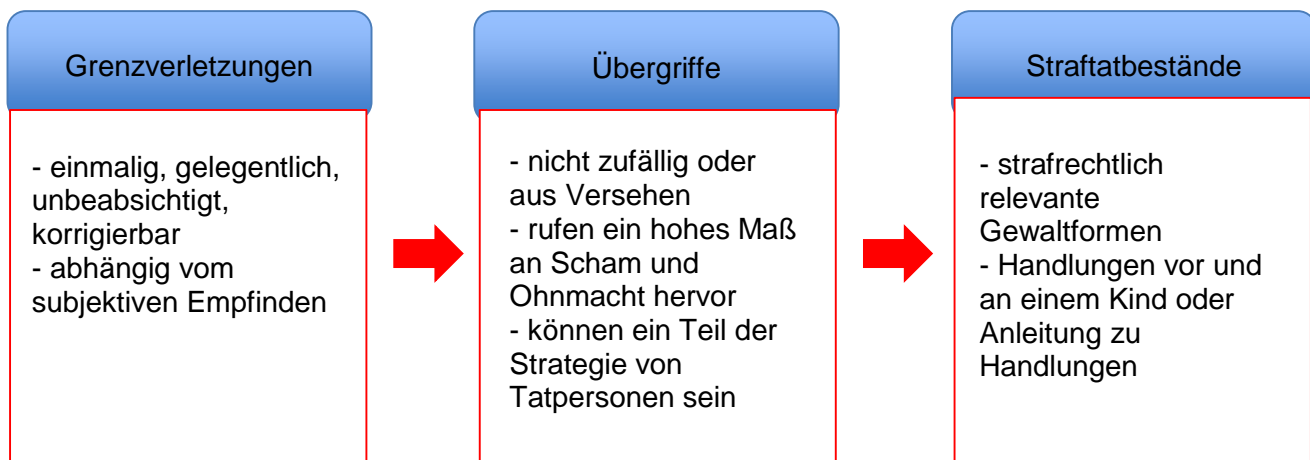 Grenzverletzungen
- einmalig, gelegentlich,
unbeabsichtigt,
korrigierbar
- abhängig vom
subjektiven Empfinden
Übergriffe
- nicht zufällig oder
aus Versehen
- rufen ein hohes Maß
an Scham und
Ohnmacht hervor
- können ein Teil der
Strategie von
Tatpersonen sein
Straftatbestände
- strafrechtlich
relevante
Gewaltformen
- Handlungen vor und
an einem Kind oder
Anleitung zu
Handlungen